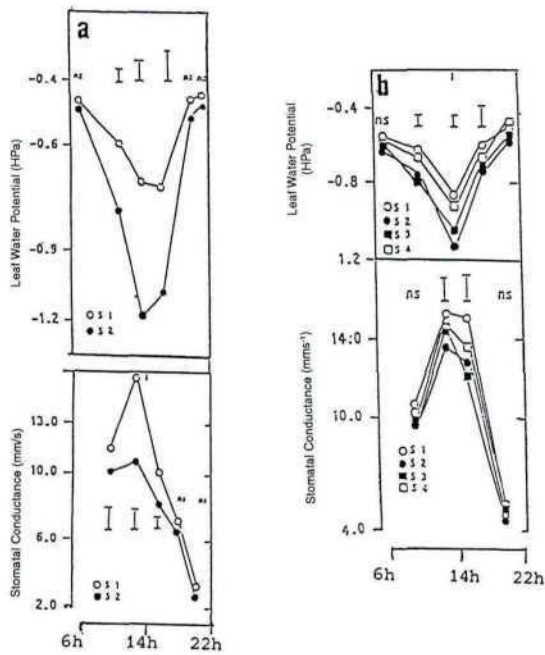 a
ns
ns ns
-0.4
-0.6
-0.9
-1.2
Leaf Water Potential (HPa)
S 1
S 2
ns
ns
13.0
10.0
6.0
2.0
Stomatal Conductance (mm/s)
S 1
S 2
6h 14h 22h
b
ns
ns
-0.4
-0.8
1.2
Leaf Water Potential
(HPa)
S 1
S 2
S 3
S 4
ns
ns
14.0
10.0
4.0
Stomatal Conductance (mms⁻¹)
S 1
S 2
S 3
S 4
6h 14h 22h